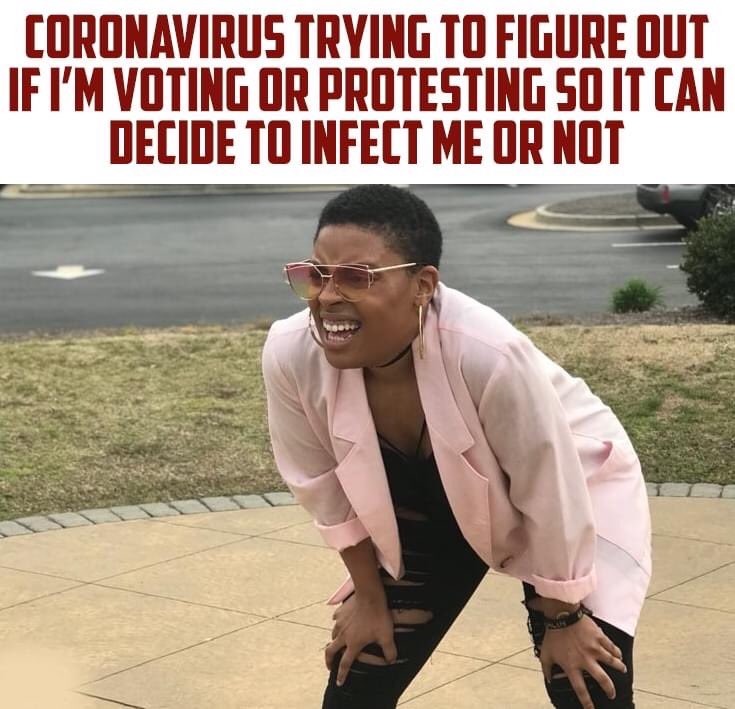 CORONAVIRUS TRYING TO FIGURE OUT
IF I'M VOTING OR PROTESTING SO IT CAN
DECIDE TO INFECT ME OR NOT